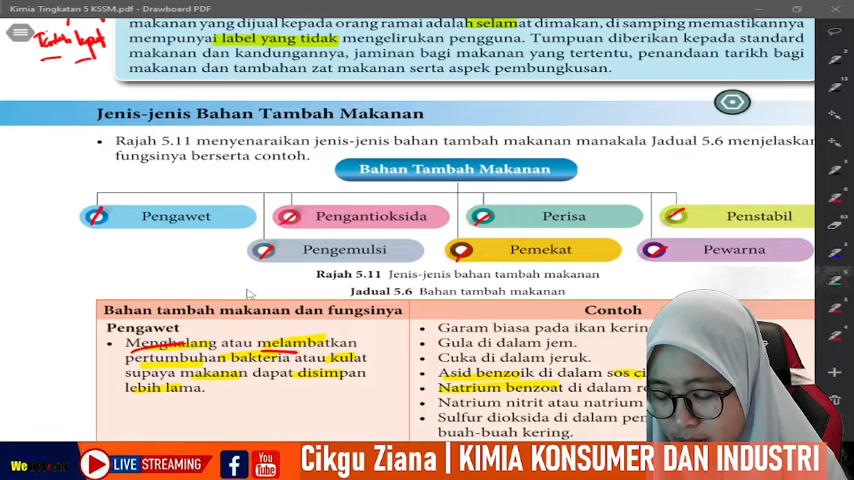 Kimia Tingkatan 5 KSSM.pdf - Drawboard PDF
makanan yang dijual kepada orang ramai adalah selamat dimakan, di samping memastikannya
mempunyai label yang tidak mengelirukan pengguna. Tumpuan diberikan kepada standard
makanan dan kandungannya, jaminan bagi makanan yang tertentu, penandaan tarikh bagi
makanan dan tambahan zat makanan serta aspek pembungkusan.
Jenis-jenis Bahan Tambah Makanan
• Rajah 5.11 menyenaraikan jenis-jenis bahan tambah makanan manakala Jadual 5.6 menjelaskan
fungsinya berserta contoh.
Bahan Tambah Makanan
Pengawet
Pengantioksida
Perisa
Penstabil
Pengemulsi
Pemekat
Pewarna
Rajah 5.11 Jenis-jenis bahan tambah makanan
Jadual 5.6 Bahan tambah makanan
Bahan tambah makanan dan fungsinya
Contoh
Pengawet
• Menghalang atau melambatkan
pertumbuhan bakteria atau kulat
supaya makanan dapat disimpan
lebih lama.
• Garam biasa pada ikan kerin
• Gula di dalam jem.
• Cuka di dalam jeruk.
• Asid benzoik di dalam sos ci
• Natrium benzoat di dalam
• Natrium nitrit atau natrium
• Sulfur dioksida di dalam
buah-buah kering.
LIVE STREAMING
You
Tube
Cikgu Ziana | KIMIA KONSUMER DAN INDUSTRI